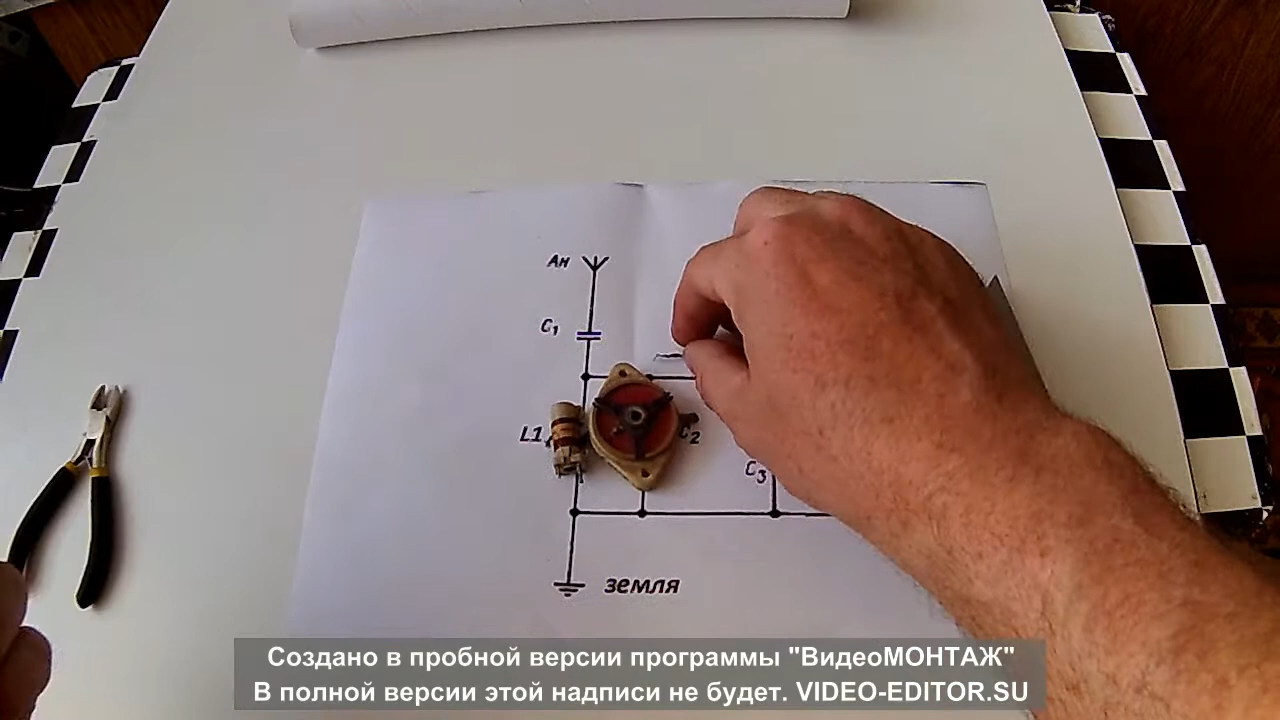 Ан
C₁
L1
C₂
C₃
земля
Создано в пробной версии программы "ВидеоМОНТАЖ"
В полной версии этой надписи не будет. VIDEO-EDITOR.SU